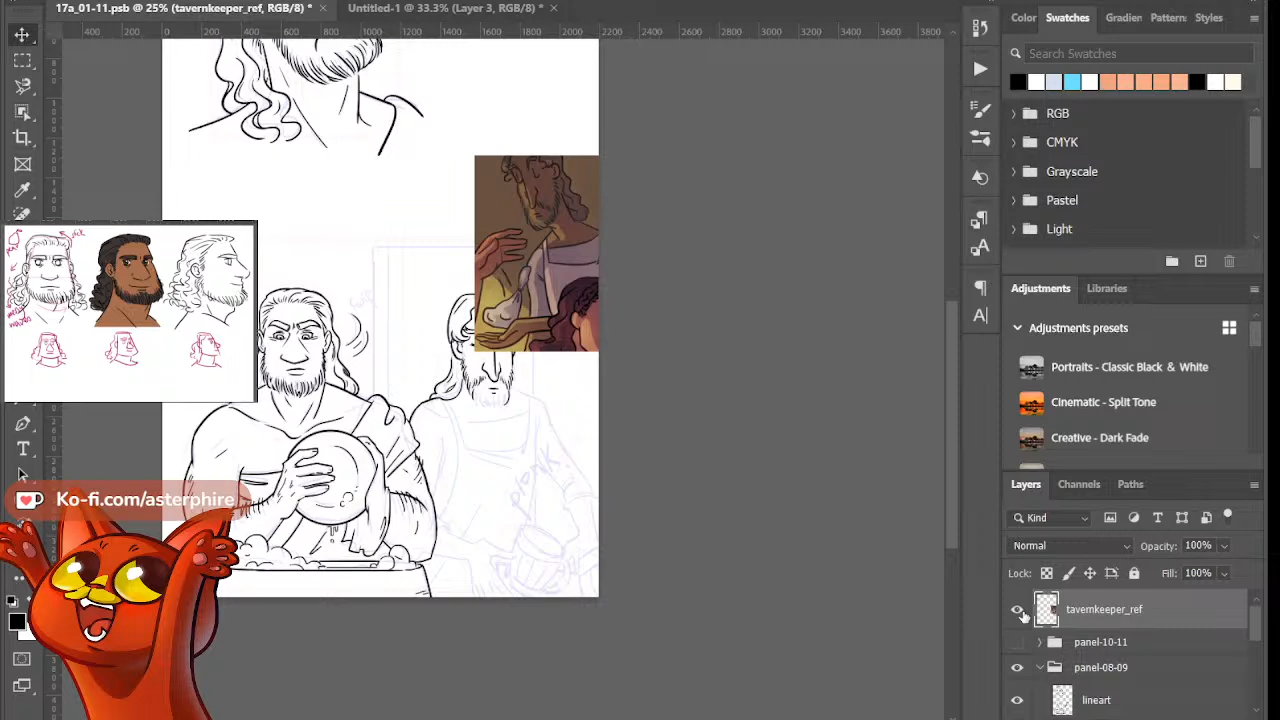 17a_01-11.psb @ 25% (tavernkeeper_ref, RGB/8) *
Untitled-1 @ 33.3% (Layer 3, RGB/8) *
400 200 0 200 400 600 800 1000 1200 1400 1600 1800 2000 2200 2400 2600 2800 3000 3200 3400 3600 3800
Color Swatches Gradien Pattern: Styles
Search Swatches
RGB
CMYK
Grayscale
Pastel
Light
Adjustments Libraries
Adjustments presets
Portraits - Classic Black & White
Cinematic - Split Tone
Creative - Dark Fade
Layers Channels Paths
Kind
Normal Opacity: 100%
Lock: Fill: 100%
tavernkeeper_ref
panel-10-11
panel-08-09
lineart
Ko-fi.com/asterphire